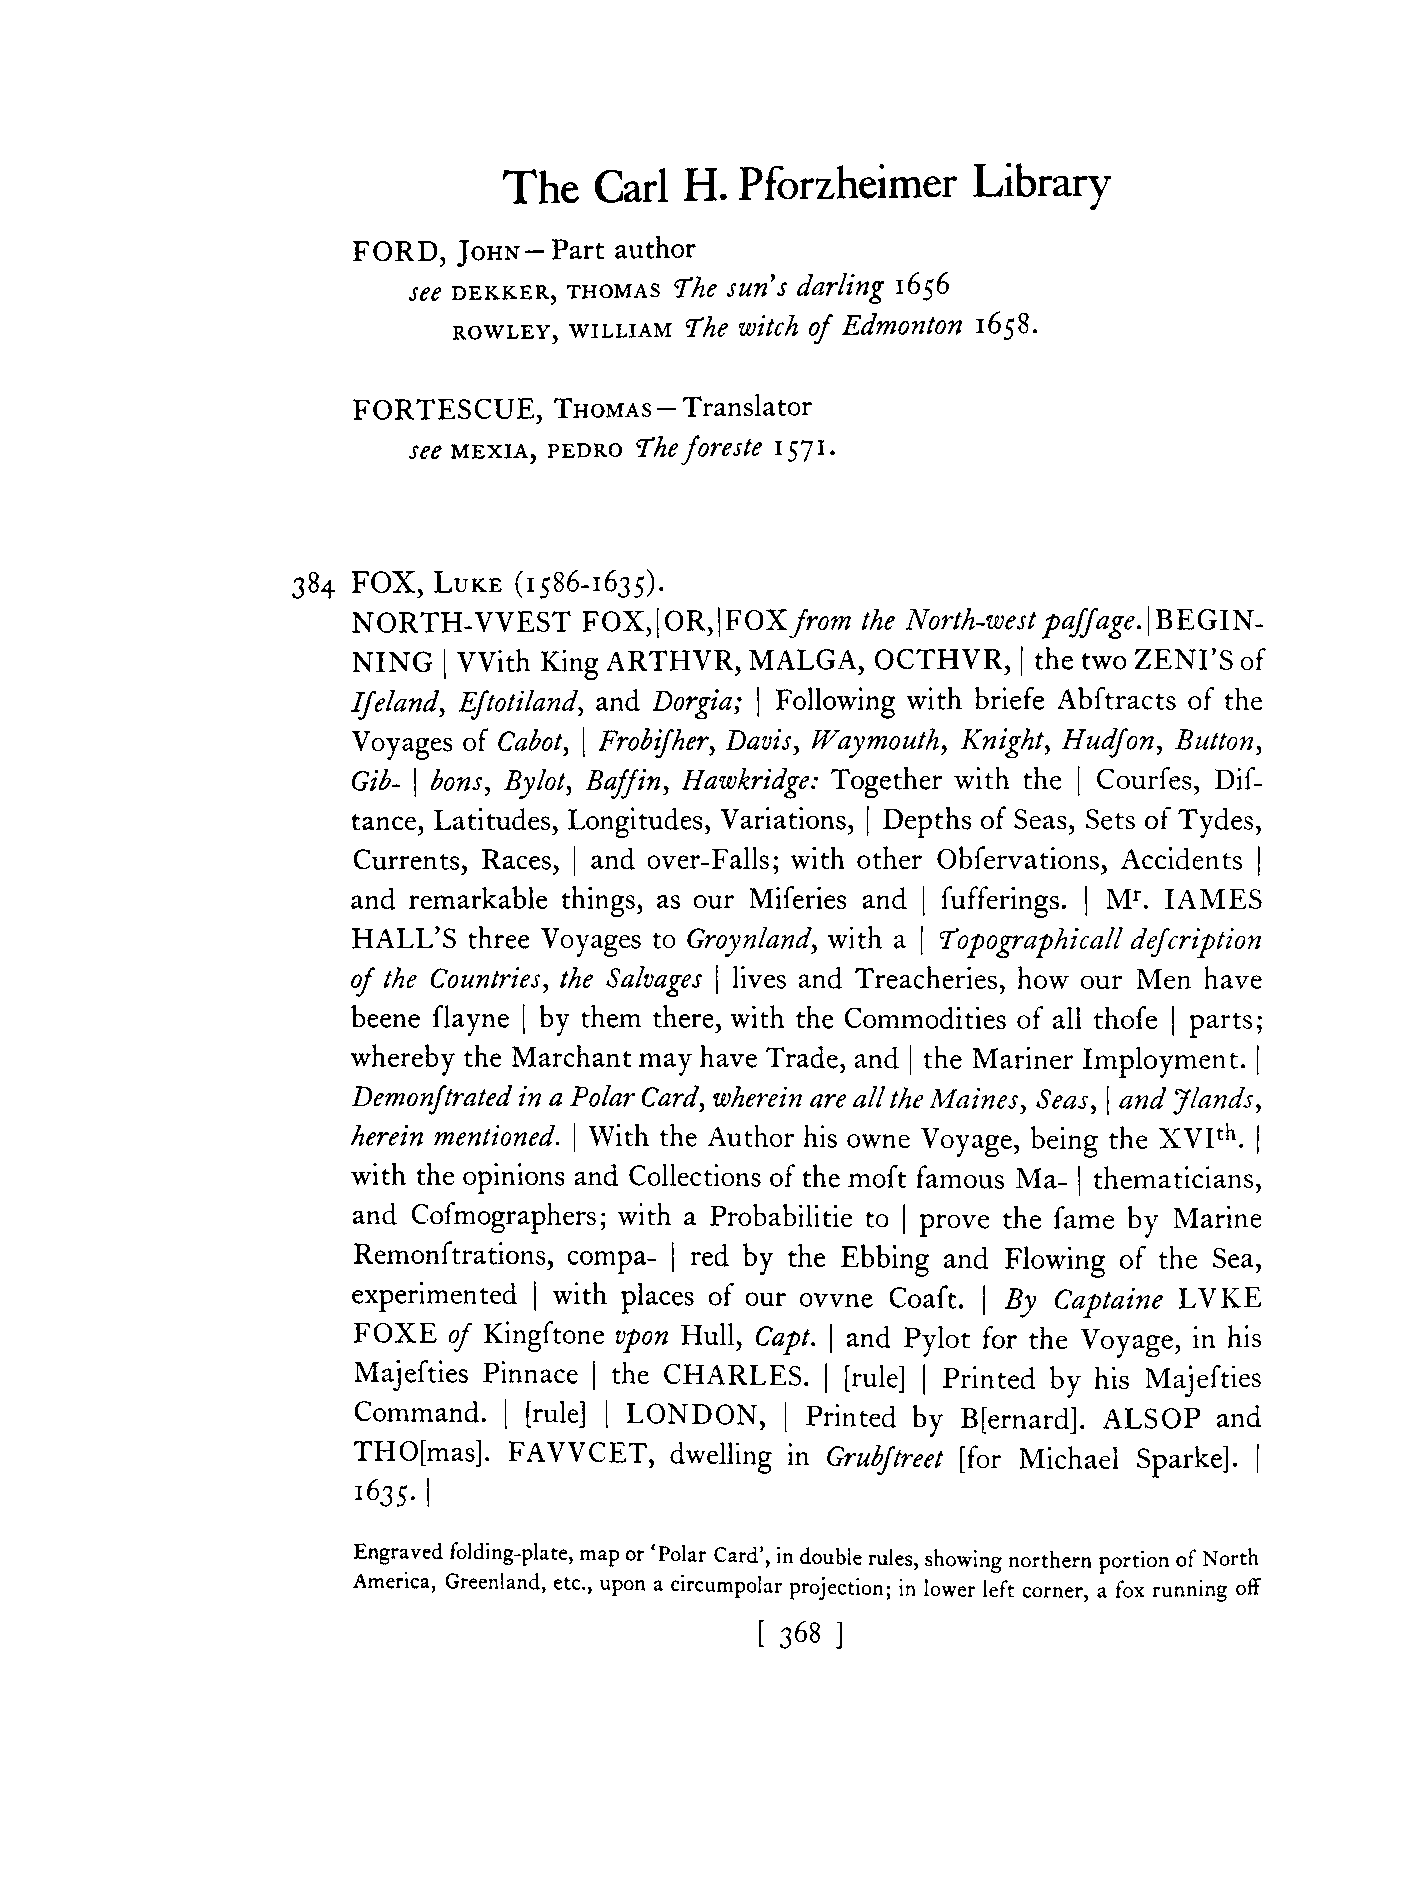 The Carl H. Pforzheimer Library
FORD, JOHN—Part author
see DEKKER, THOMAS The sun's darling 1656
ROWLEY, WILLIAM The witch of Edmonton 1658.
FORTESCUE, THOMAS—Translator
see MEXIA, PEDRO The foreste 1571.
384 FOX, LUKE (1586-1635).
NORTH-VVEST FOX,|OR,|FOX from the North-west paſſage.|BEGIN-
NING | VVith King ARTHVR, MALGA, OCTHVR, | the two ZENI'S of
Iſeland, Eſtotiland, and Dorgia; | Following with briefe Abſtracts of the
Voyages of Cabot, | Frobiſher, Davis, Waymouth, Knight, Hudſon, Button,
Gib- | bons, Bylot, Baffin, Hawkridge: Together with the | Courſes, Diſ-
tance, Latitudes, Longitudes, Variations, | Depths of Seas, Sets of Tydes,
Currents, Races, | and over-Falls; with other Obſervations, Accidents |
and remarkable things, as our Miſeries and | ſufferings. | Mr. IAMES
HALL'S three Voyages to Groynland, with a | Topographicall deſcription
of the Countries, the Salvages | lives and Treacheries, how our Men have
beene ſlayne | by them there, with the Commodities of all thoſe | parts;
whereby the Marchant may have Trade, and | the Mariner Imployment. |
Demonſtrated in a Polar Card, wherein are all the Maines, Seas, | and Jlands,
herein mentioned. | With the Author his owne Voyage, being the XVIth. |
with the opinions and Collections of the moſt famous Ma- | thematicians,
and Coſmographers; with a Probabilitie to | prove the ſame by Marine
Remonſtrations, compa- | red by the Ebbing and Flowing of the Sea,
experimented | with places of our ovvne Coaſt. | By Captaine LVKE
FOXE of Kingſtone vpon Hull, Capt. | and Pylot for the Voyage, in his
Majeſties Pinnace | the CHARLES. | [rule] | Printed by his Majeſties
Command. | [rule] | LONDON, | Printed by B[ernard]. ALSOP and
THO[mas]. FAVVCET, dwelling in Grubſtreet [for Michael Sparke]. |
1635. |
Engraved folding-plate, map or 'Polar Card', in double rules, showing northern portion of North
America, Greenland, etc., upon a circumpolar projection; in lower left corner, a fox running off
[ 368 ]